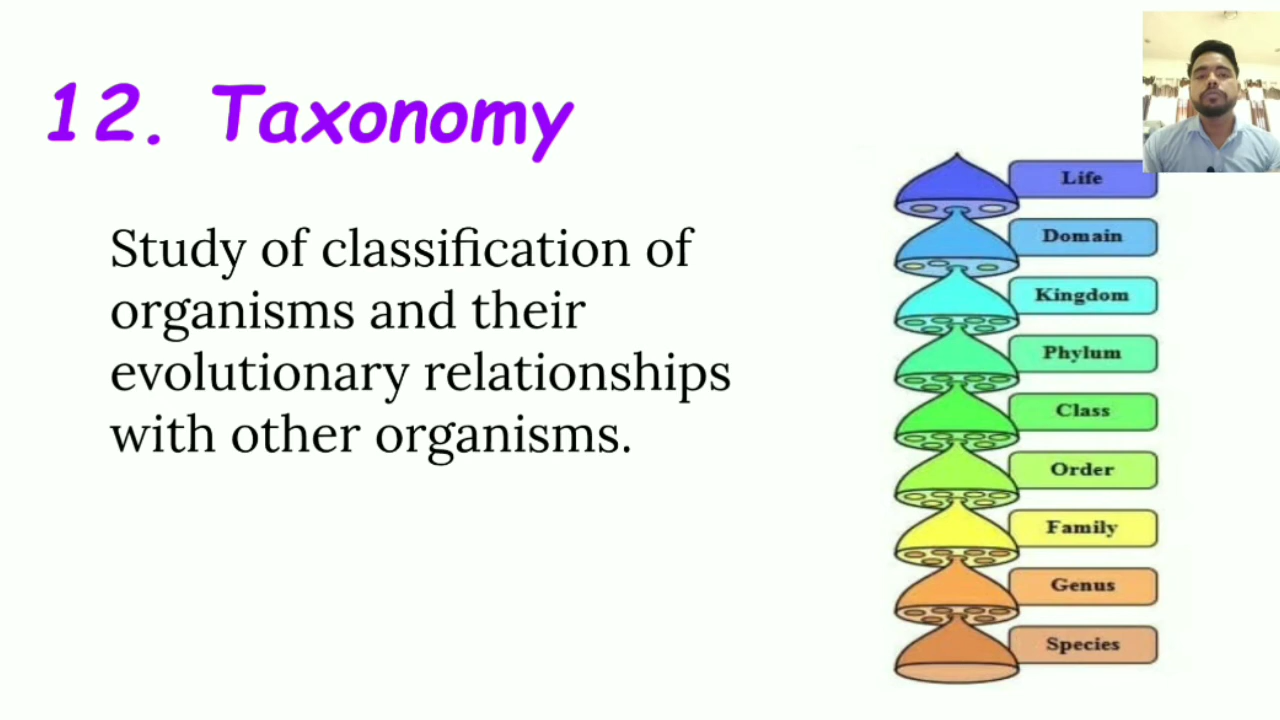 12. Taxonomy
Study of classification of
organisms and their
evolutionary relationships
with other organisms.
Life
Domain
Kingdom
Phylum
Class
Order
Family
Genus
Species